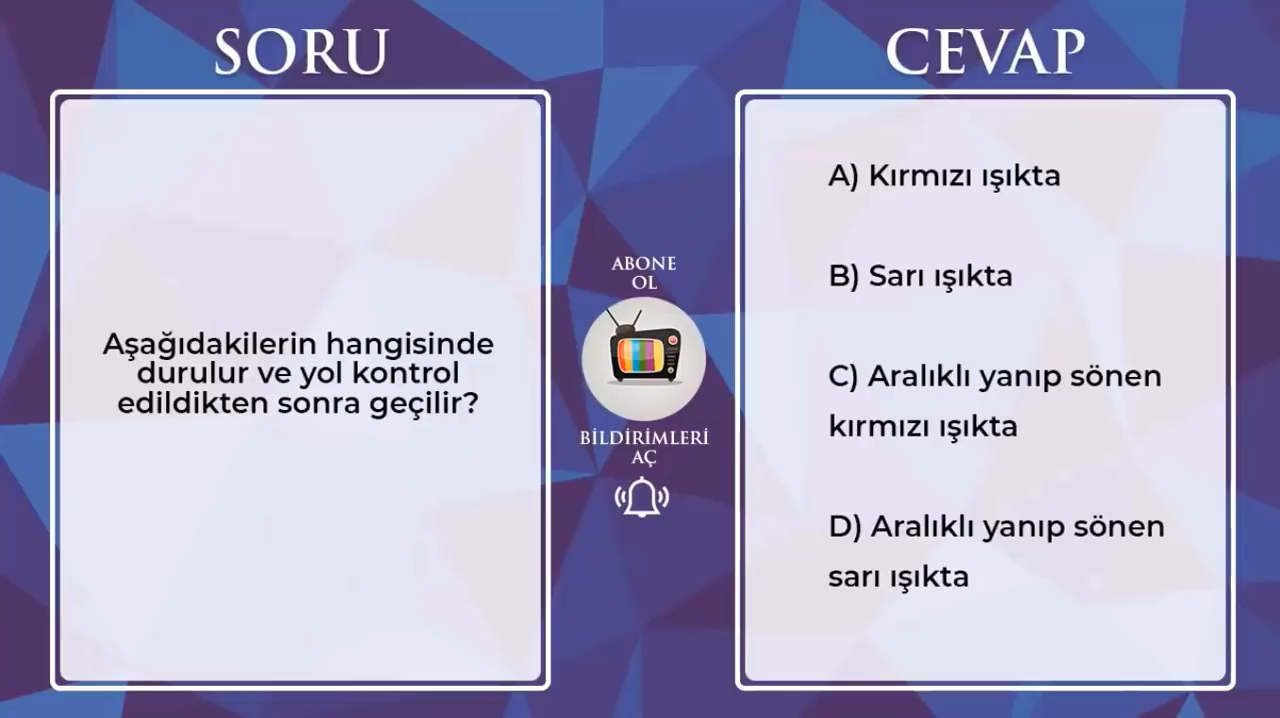 SORU
Aşağıdakilerin hangisinde
durulur ve yol kontrol
edildikten sonra geçilir?
ABONE
OL
BİLDİRİMLERİ
AÇ
CEVAP
A) Kırmızı ışıkta
B) Sarı ışıkta
C) Aralıklı yanıp sönen
kırmızı ışıkta
D) Aralıklı yanıp sönen
sarı ışıkta